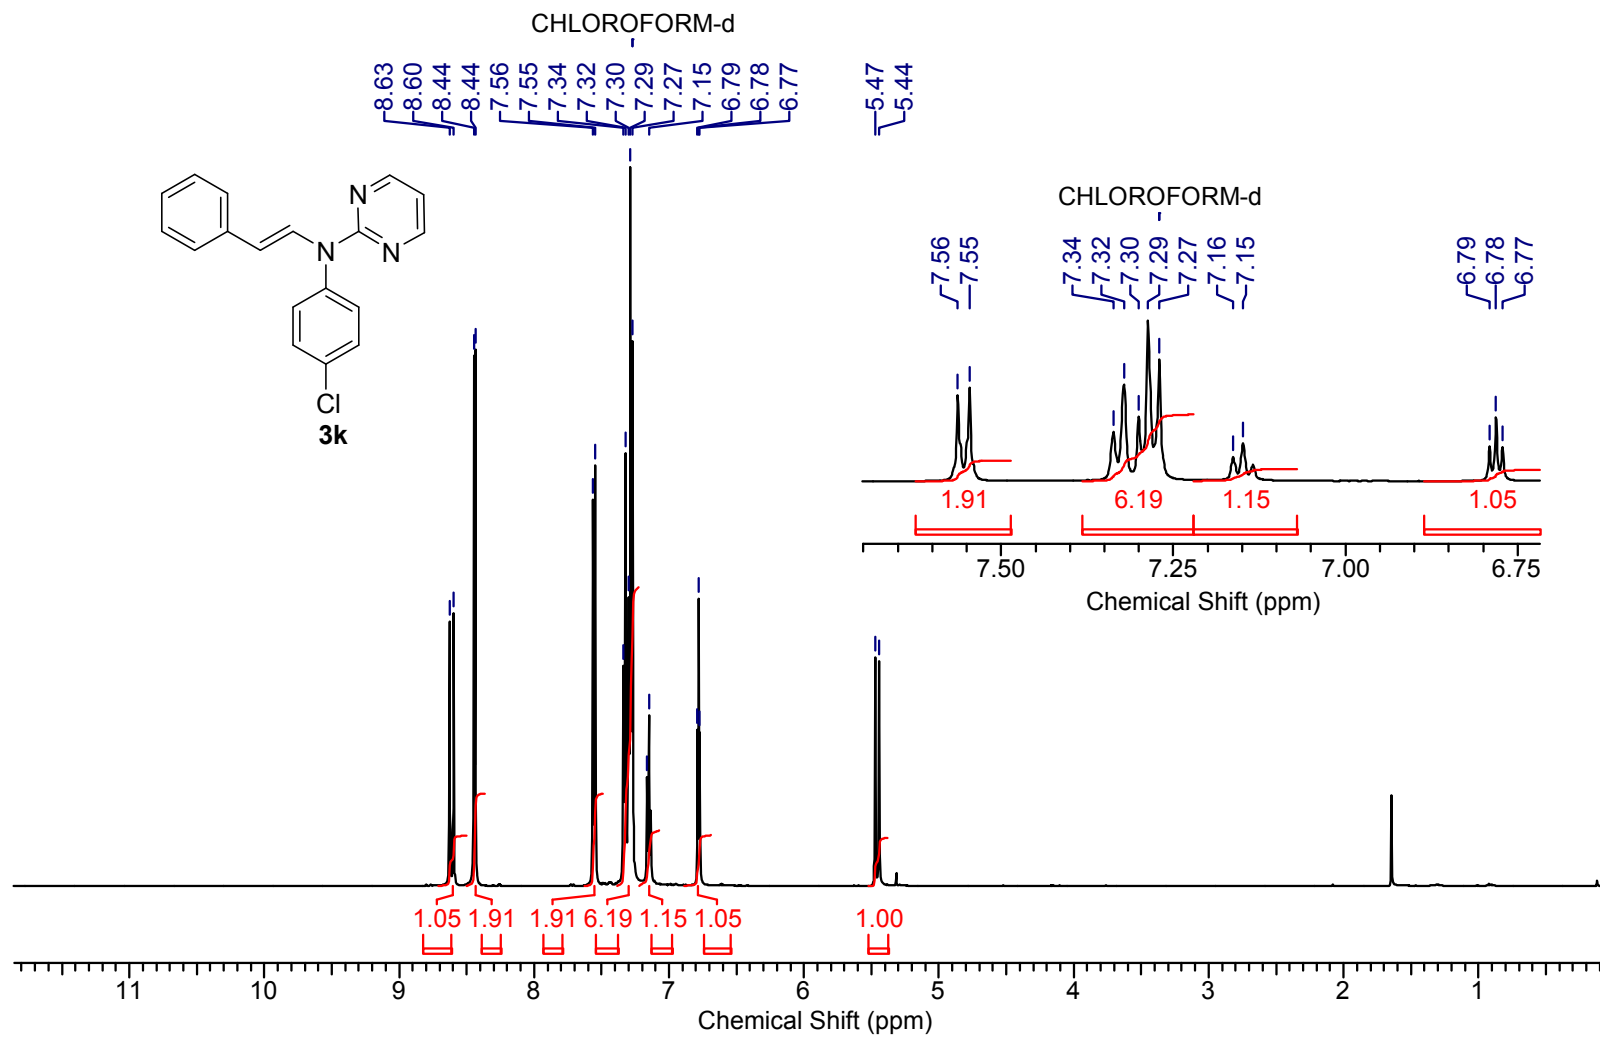 CHLOROFORM-d
8.63 8.60 8.44 8.44 7.56 7.55 7.34 7.32 7.30 7.29 7.27 7.15 6.79 6.78 6.77 5.47 5.44
N
N
N
Cl
3k
CHLOROFORM-d
7.56 7.55 7.34 7.32 7.30 7.29 7.27 7.16 7.15 6.79 6.78 6.77
1.91 6.19 1.15 1.05
7.50 7.25 7.00 6.75
Chemical Shift (ppm)
1.05 1.91 1.91 6.19 1.15 1.05 1.00
11 10 9 8 7 6 5 4 3 2 1
Chemical Shift (ppm)